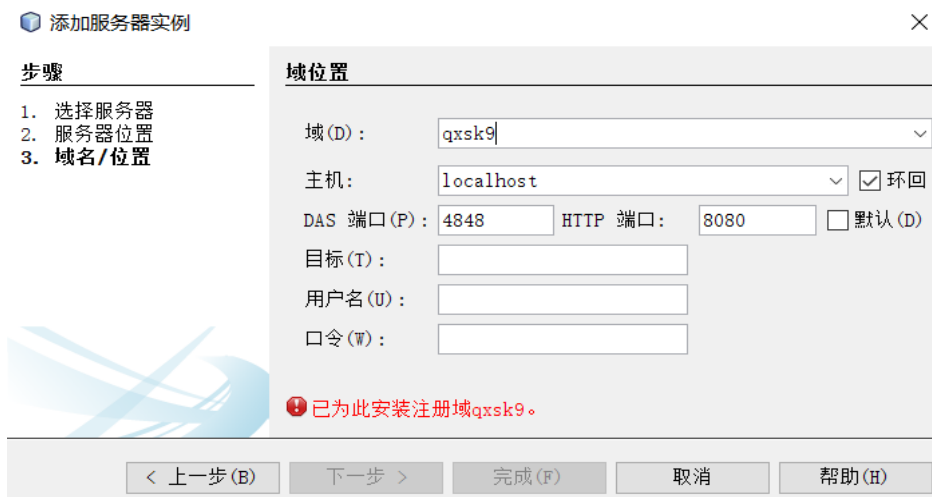 添加服务器实例
步骤
1. 选择服务器
2. 服务器位置
3. 域名/位置
域位置
域(D): qxsk9
主机: localhost 环回
DAS 端口(P): 4848 HTTP 端口: 8080 默认(D)
目标(T):
用户名(U):
口令(W):
已为此安装注册域qxsk9。
< 上一步(B) 下一步 > 完成(F) 取消 帮助(H)